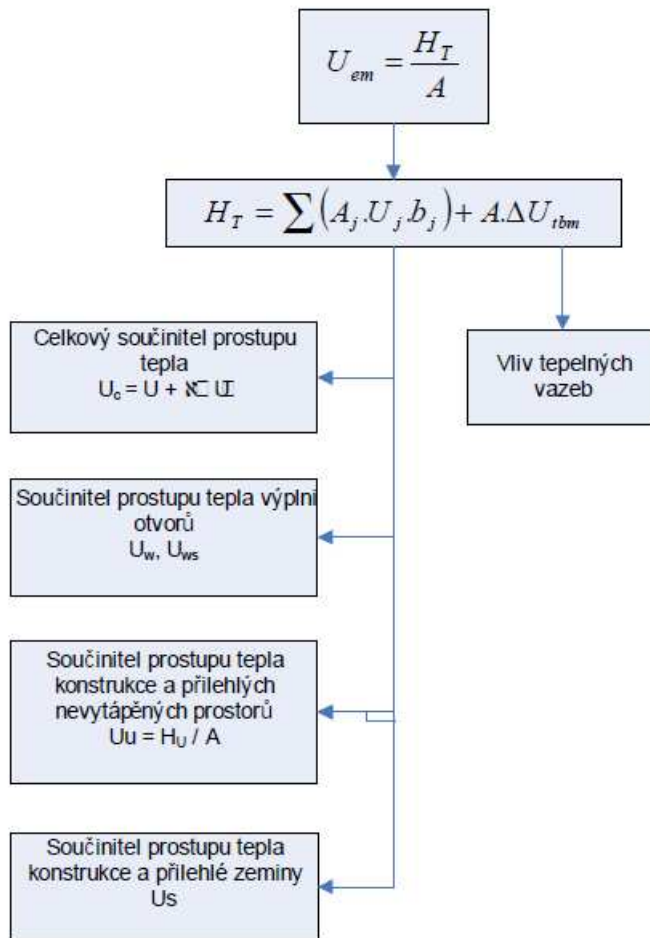 U_em = H_T / A
H_T = ∑(A_j.U_j.b_j) + A.ΔU_tbm
Celkový součinitel prostupu
tepla
U_c = U +
Vliv tepelných
vazeb
Součinitel prostupu tepla výplní
otvorů
U_w, U_ws
Součinitel prostupu tepla
konstrukce a přilehlých
nevytápěných prostorů
Uu = H_U / A
Součinitel prostupu tepla
konstrukce a přilehlé zeminy
Us